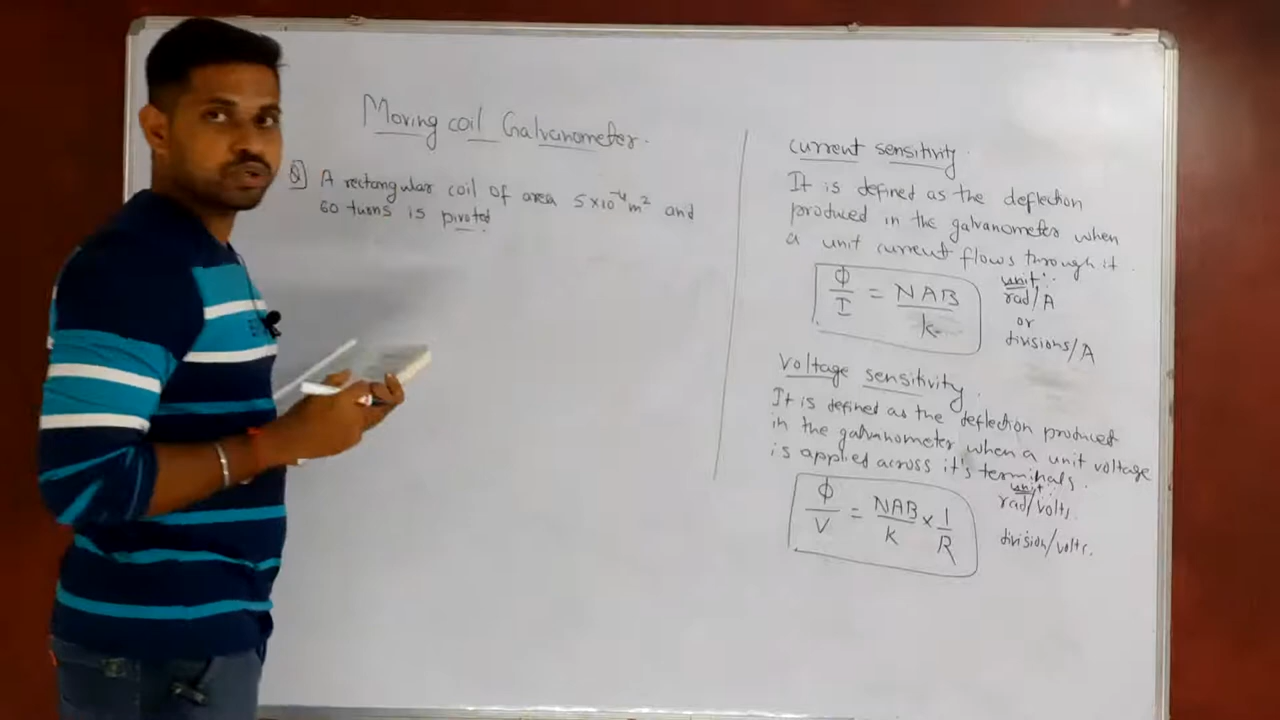 Moving coil Galvanometer.
Q] A rectangular coil of area 5×10⁻⁴m² and
60 turns is pivoted
current sensitivity
It is defined as the deflection
produced in the galvanometer when
a unit current flows through it.
Φ/I = NAB/k
unit:
rad/A
or
divisions/A
Voltage sensitivity
It is defined as the deflection produced
in the galvanometer when a unit voltage
is applied across it's terminals.
Φ/V = NAB/k × 1/R
unit:
rad/volts.
division/volts.